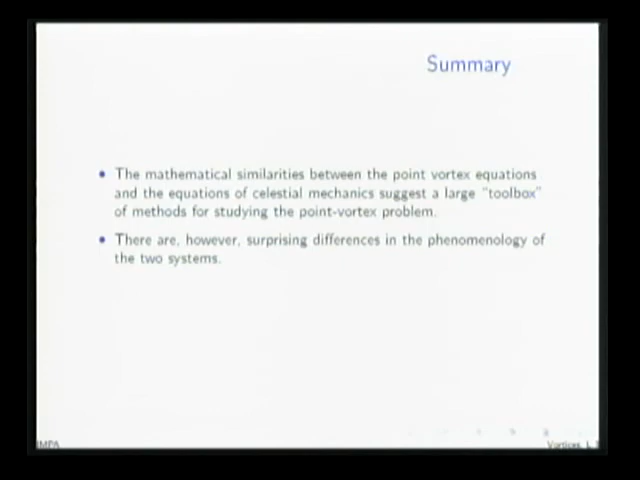 Summary
• The mathematical similarities between the point vortex equations
and the equations of celestial mechanics suggest a large "toolbox"
of methods for studying the point-vortex problem.
• There are, however, surprising differences in the phenomenology of
the two systems.
IMPA
Vortices, L